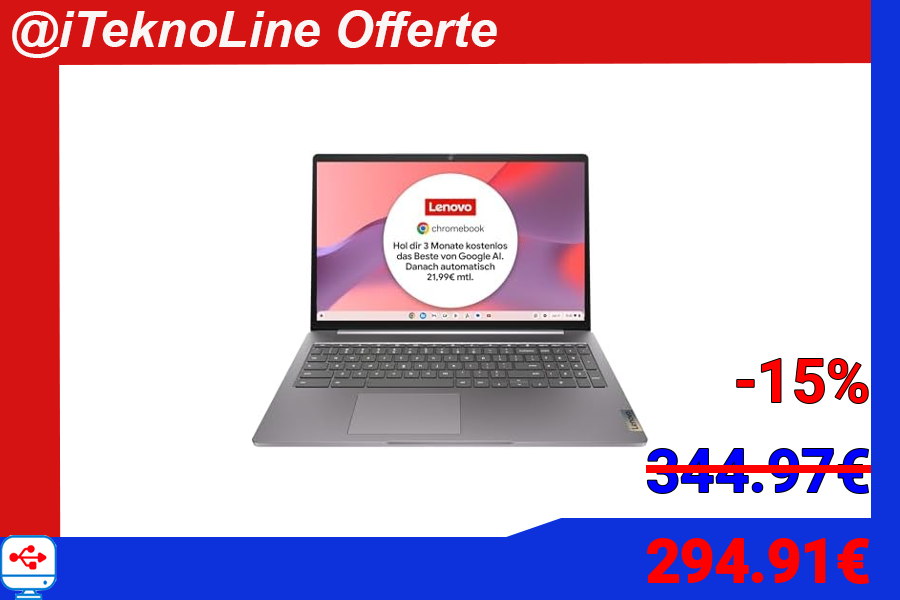 @iTeknoLine Offerte
Lenovo
chromebook
Hol dir 3 Monate kostenlos
das Beste von Google AI.
Danach automatisch
21,99€ mtl.
Lenovo
-15%
344.97€
294.91€